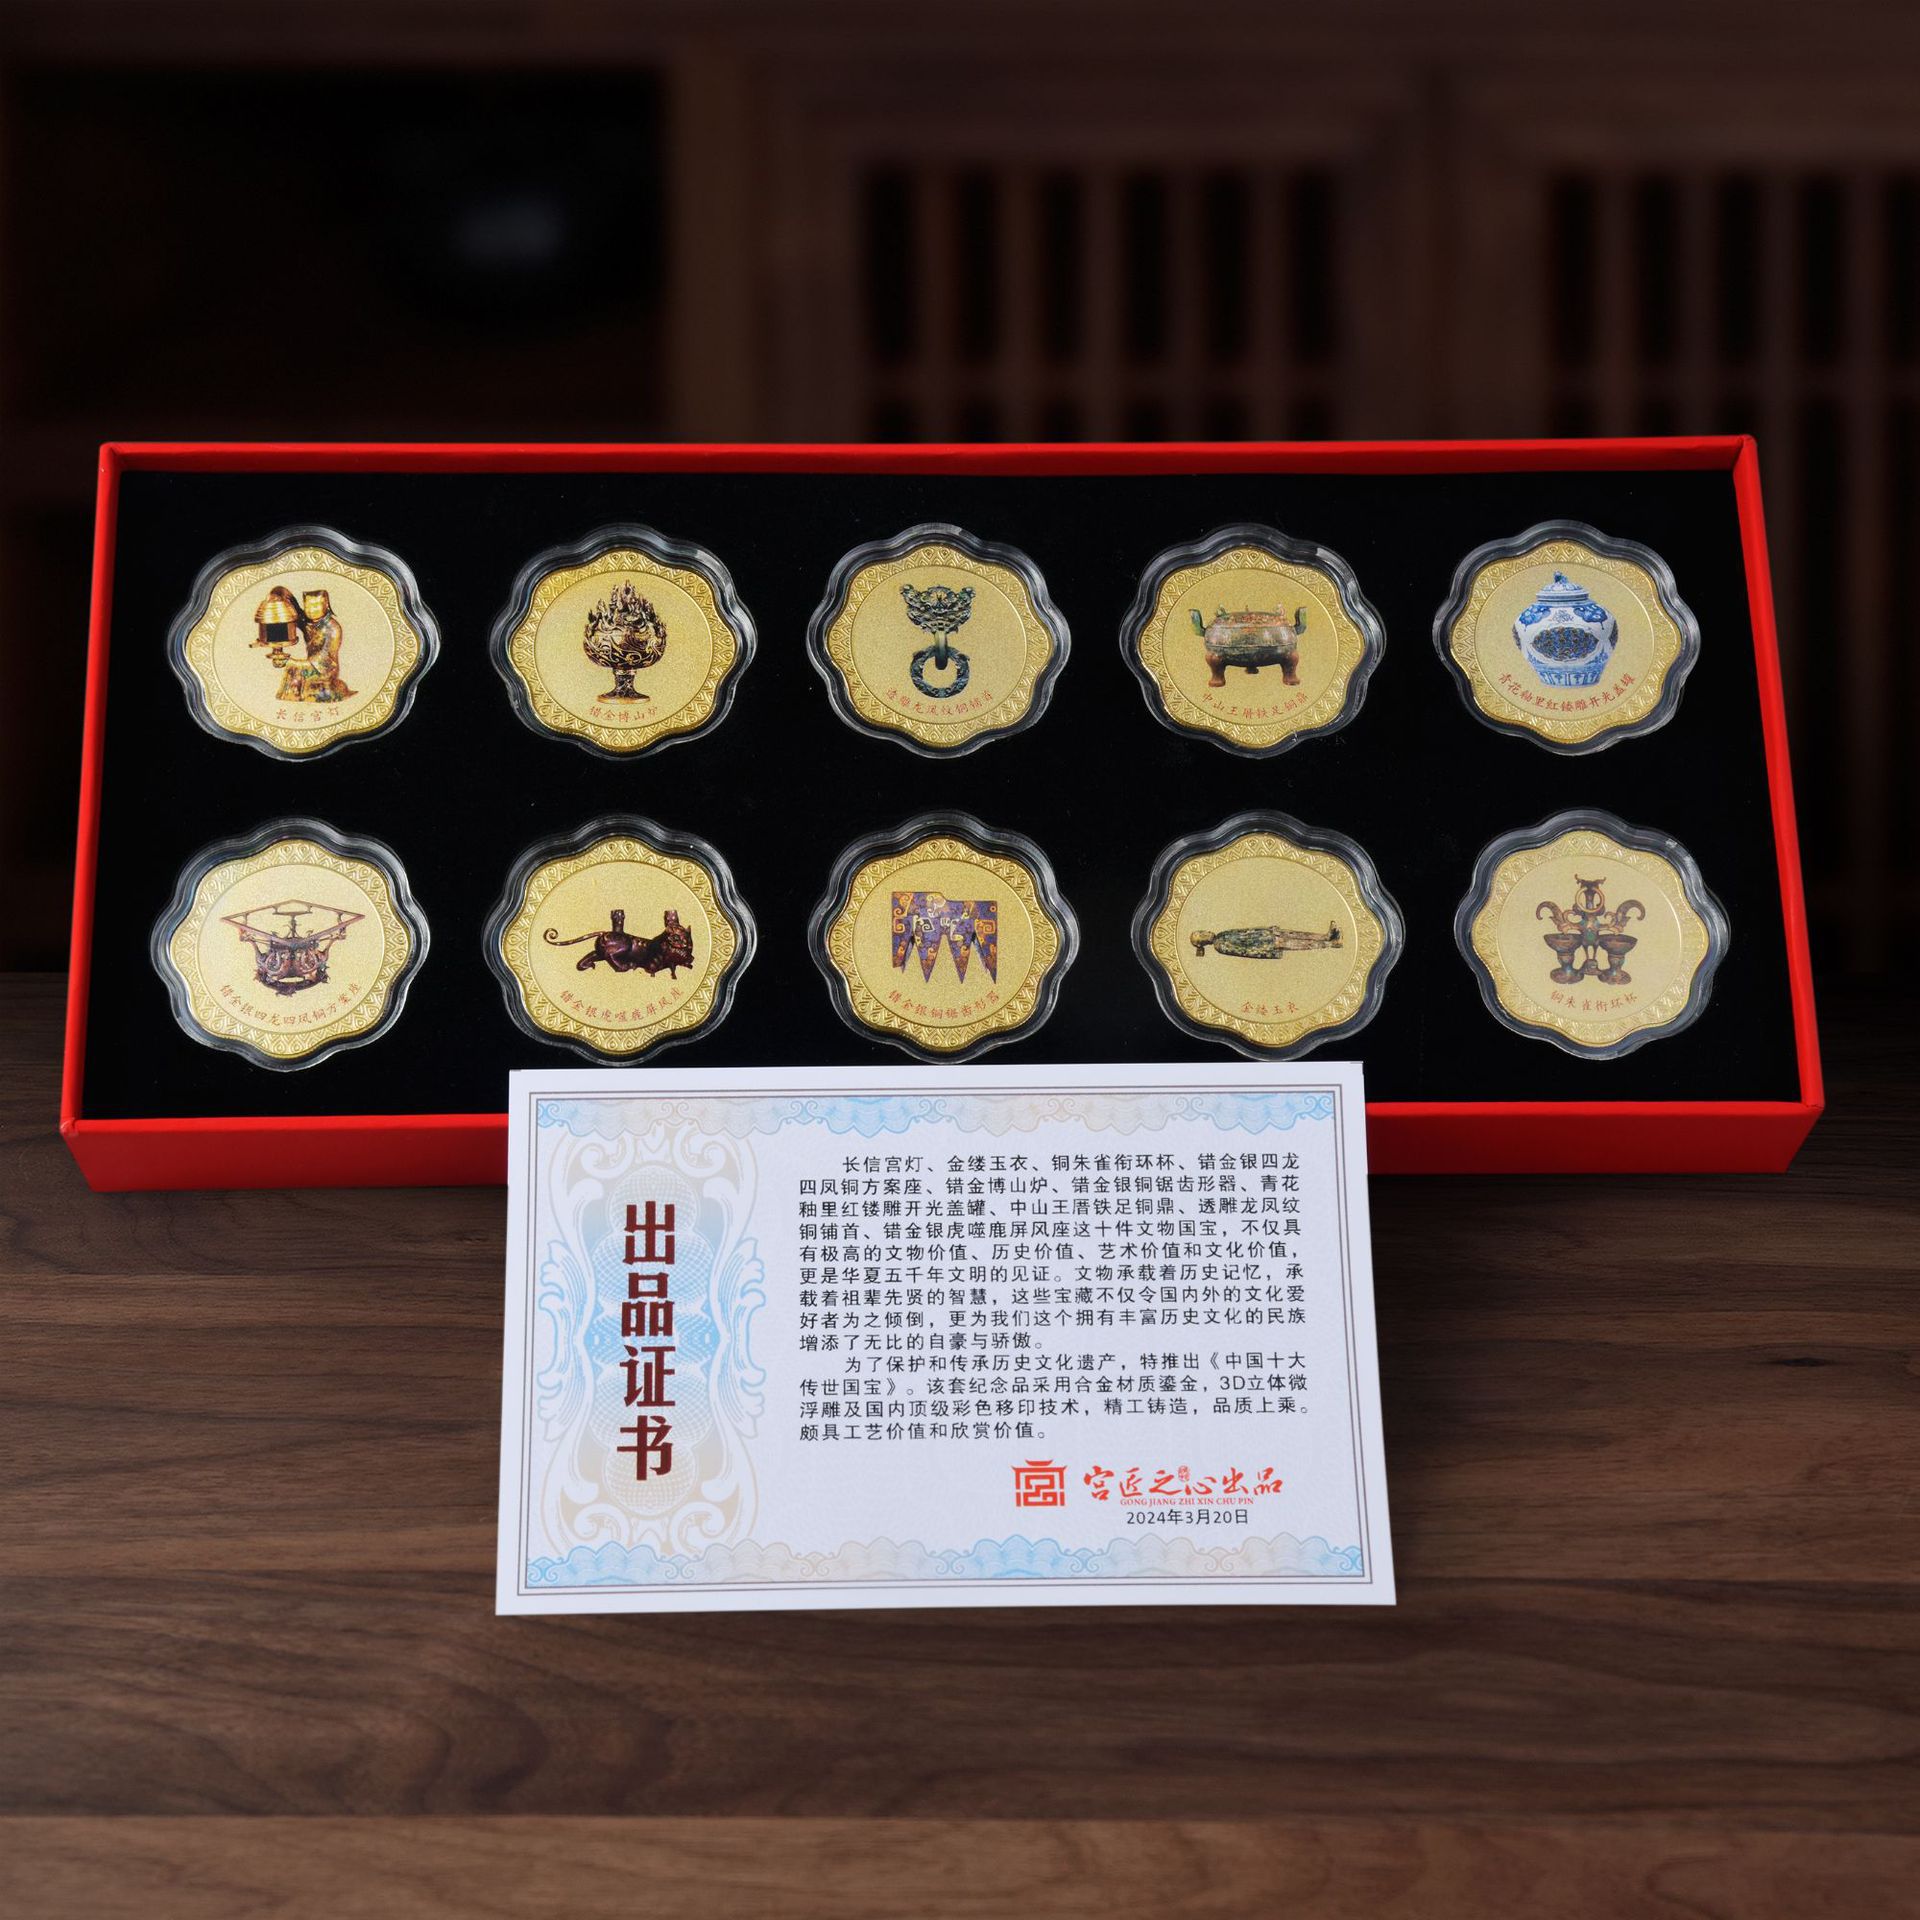 长信宫灯
错金博山炉
透雕龙凤纹铜铺首
中山王厝铁足铜鼎
青花釉里红镂雕开光盖罐
错金银四龙四凤铜方案座
错金银虎噬鹿屏风座
错金银铜锯齿形器
金缕玉衣
铜朱雀衔环杯
出品证书
长信宫灯、金缕玉衣、铜朱雀衔环杯、错金银四龙
四凤铜方案座、错金博山炉、错金银铜锯齿形器、青花
釉里红镂雕开光盖罐、中山王厝铁足铜鼎、透雕龙凤纹
铜铺首、错金银虎噬鹿屏风座这十件文物国宝，不仅具
有极高的文物价值、历史价值、艺术价值和文化价值，
更是华夏五千年文明的见证。文物承载着历史记忆，承
载着祖辈先贤的智慧，这些宝藏不仅令国内外的文化爱
好者为之倾倒，更为我们这个拥有丰富历史文化的民族
增添了无比的自豪与骄傲。
为了保护和传承历史文化遗产，特推出《中国十大
传世国宝》。该套纪念品采用合金材质鎏金，3D立体微
浮雕及国内顶级彩色移印技术，精工铸造，品质上乘。
颇具工艺价值和欣赏价值。
宫匠之心出品
GONG JIANG ZHI XIN CHU PIN
2024年3月20日